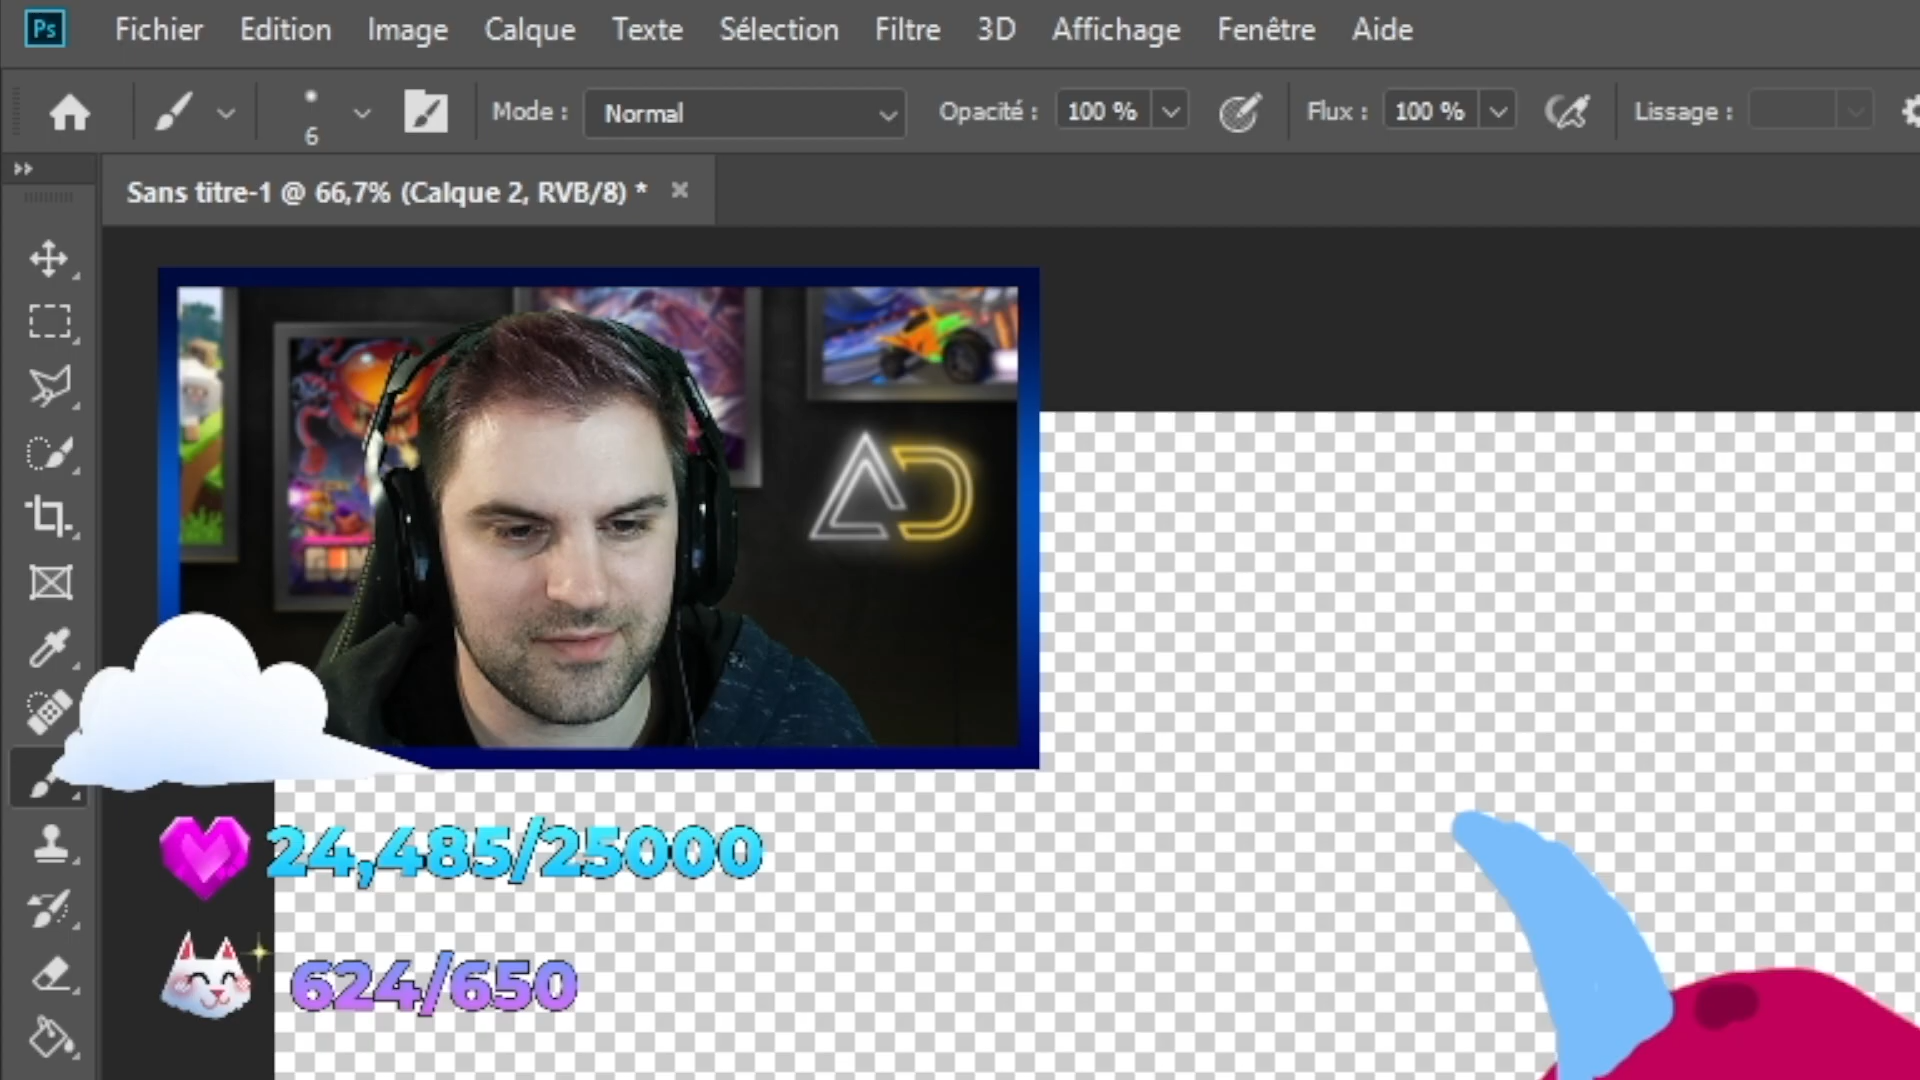 Ps Fichier Edition Image Calque Texte Sélection Filtre 3D Affichage Fenêtre Aide
6 Mode : Normal Opacité : 100 % Flux : 100 % Lissage :
Sans titre-1 @ 66,7% (Calque 2, RVB/8) *
AD
24,485/25000
624/650